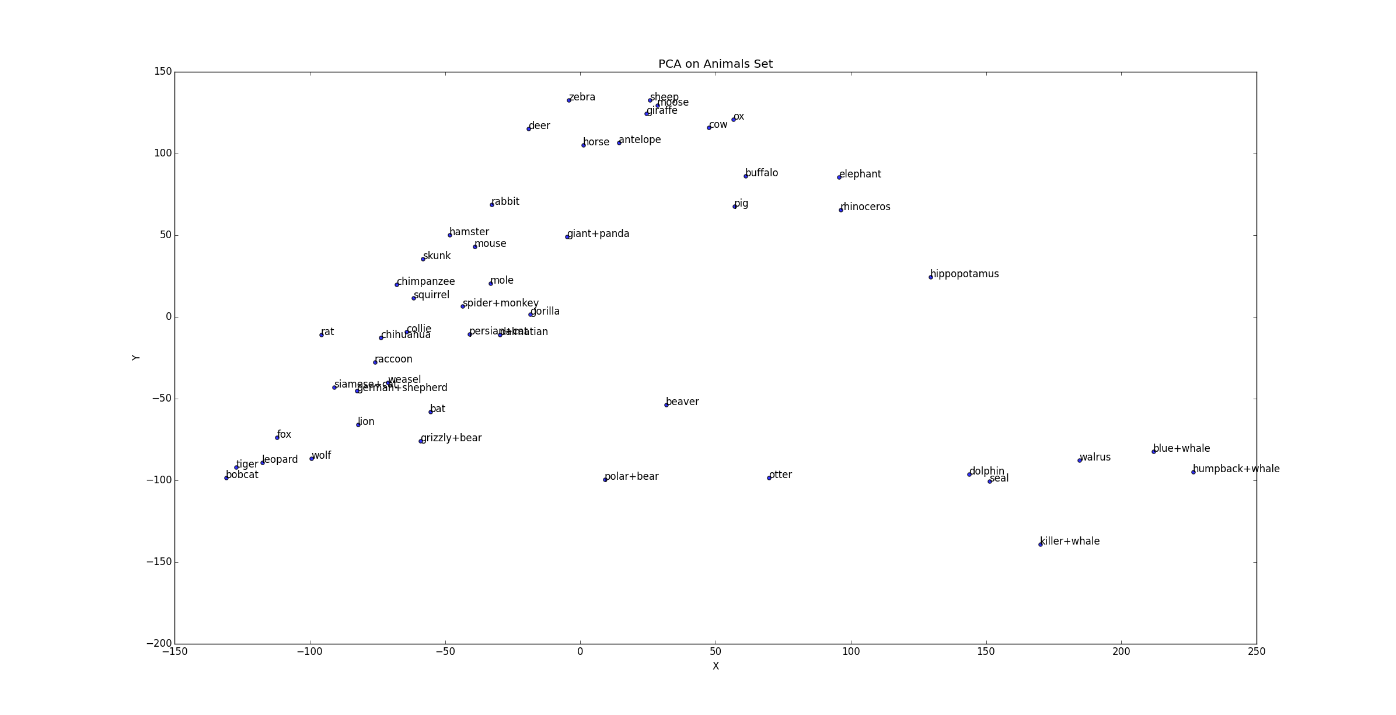 PCA on Animals Set
150
zebra
sheep
moose
giraffe
ox
cow
deer
antelope
horse
100
buffalo
elephant
pig
rhinoceros
rabbit
50
hamster
giant+panda
mouse
skunk
hippopotamus
chimpanzee
mole
squirrel
spider+monkey
gorilla
0
rat
collie
chihuahua
persian+cat
dalmatian
Y
raccoon
weasel
siamese+cat
german+shepherd
−50
beaver
bat
lion
fox
grizzly+bear
wolf
leopard
tiger
bobcat
−100
polar+bear
otter
dolphin
seal
walrus
blue+whale
humpback+whale
killer+whale
−150
−200
−150 −100 −50 0 50 100 150 200 250
X